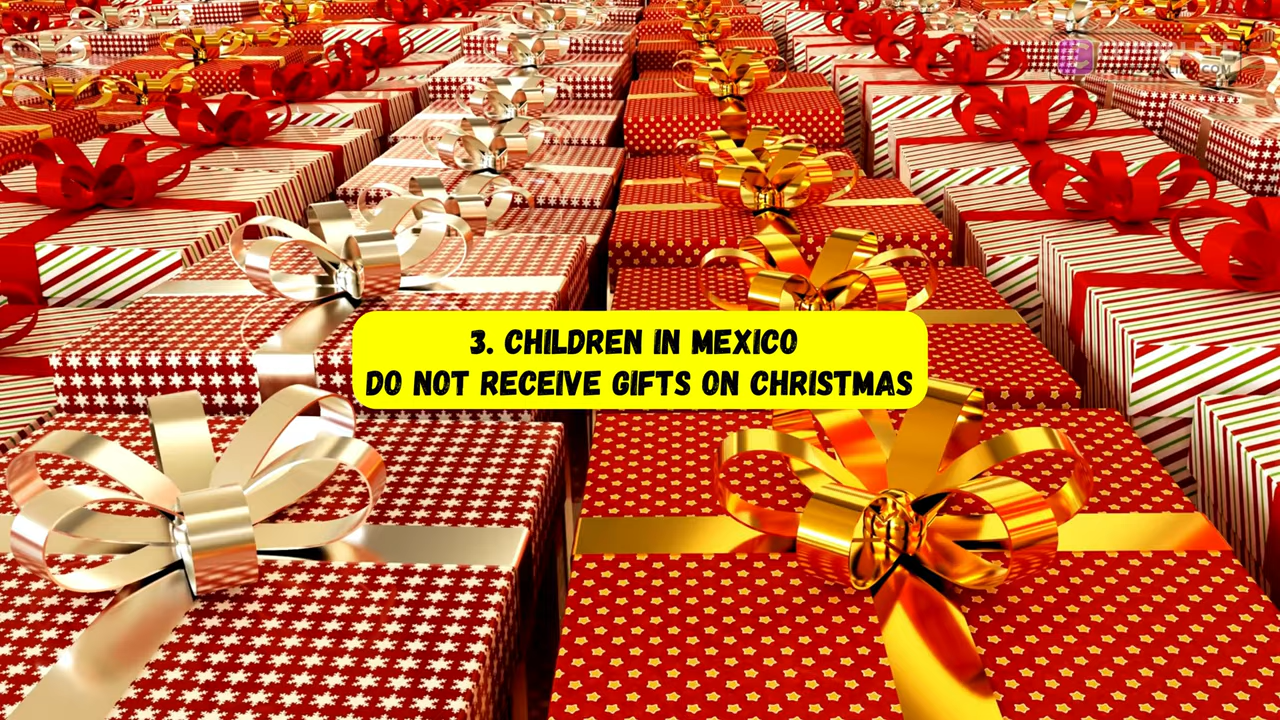 3. CHILDREN IN MEXICO
DO NOT RECEIVE GIFTS ON CHRISTMAS